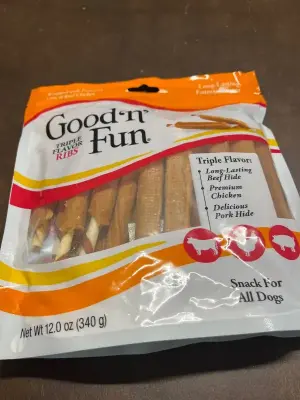 Good 'n' Fun
TRIPLE
FLAVOR
RIBS
Triple Flavor:
• Long-Lasting
Beef Hide
• Premium
Chicken
• Delicious
Pork Hide
Snack For
All Dogs
Net Wt 12.0 oz (340 g)